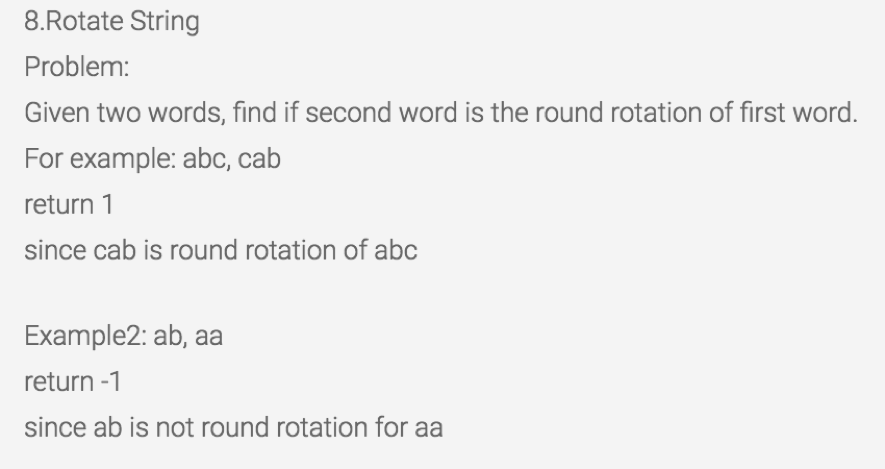 8.Rotate String
Problem:
Given two words, find if second word is the round rotation of first word.
For example: abc, cab
return 1
since cab is round rotation of abc
Example2: ab, aa
return -1
since ab is not round rotation for aa